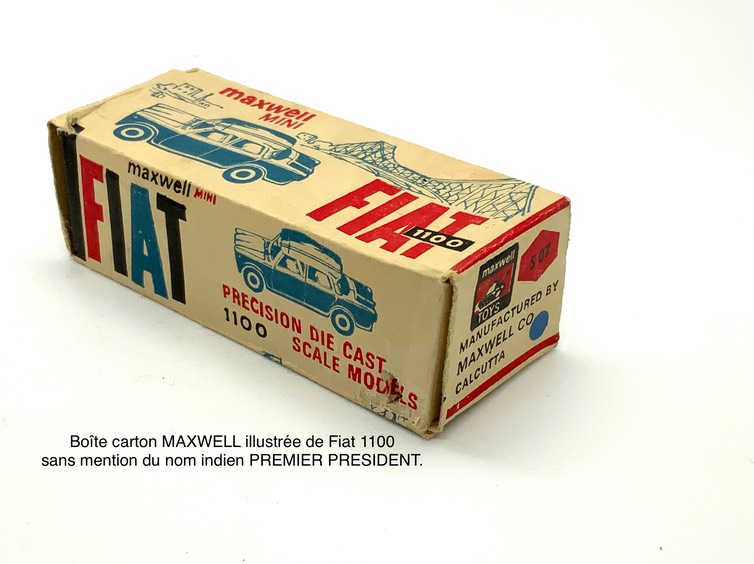 maxwell
MINI
FIAT
1100
maxwell MINI
FIAT
PRECISION DIE CAST
1100 SCALE MODELS
maxwell
TOYS
S 07
MANUFACTURED BY
MAXWELL CO
CALCUTTA
Boîte carton MAXWELL illustrée de Fiat 1100
sans mention du nom indien PREMIER PRESIDENT.